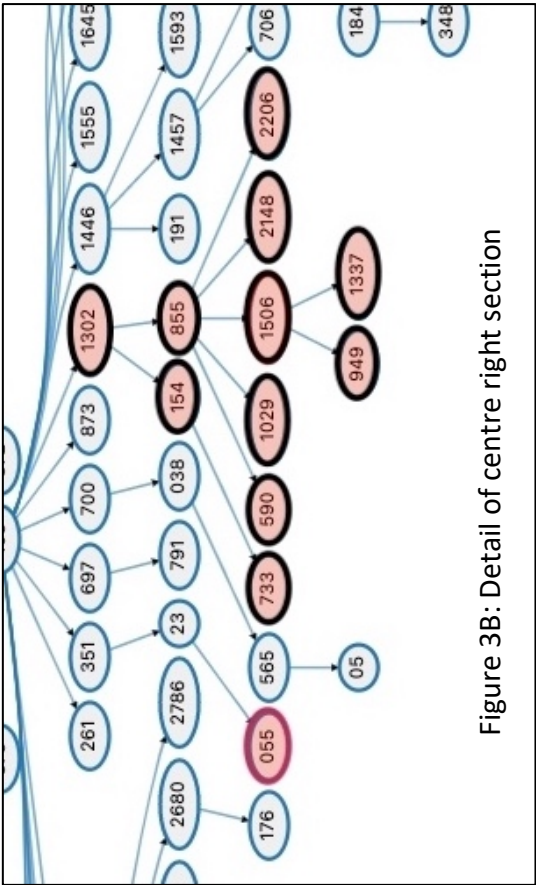 261 351 697 700 873 1302 1446 1555 1645
2680 2786 23 791 038 154 855 191 1457 1593
176 055 565 733 590 1029 1506 2148 2206 706
05 949 1337 184
348
Figure 3B: Detail of centre right section